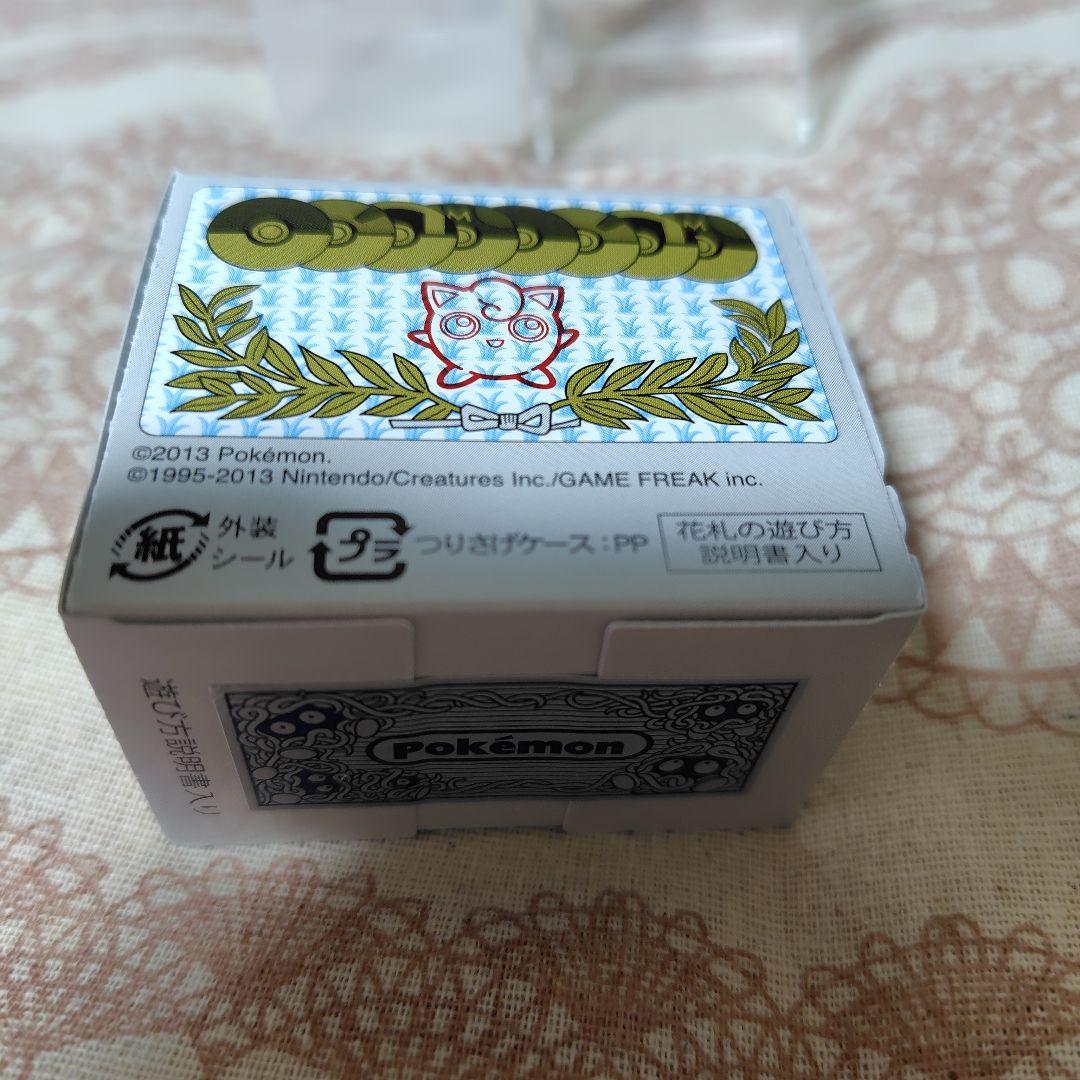 ©2013 Pokémon.
©1995-2013 Nintendo/Creatures Inc./GAME FREAK inc.
紙 外装
シール
プラ つりさげケース:PP
花札の遊び方
説明書入り
Pokémon
遊び方説明書入り